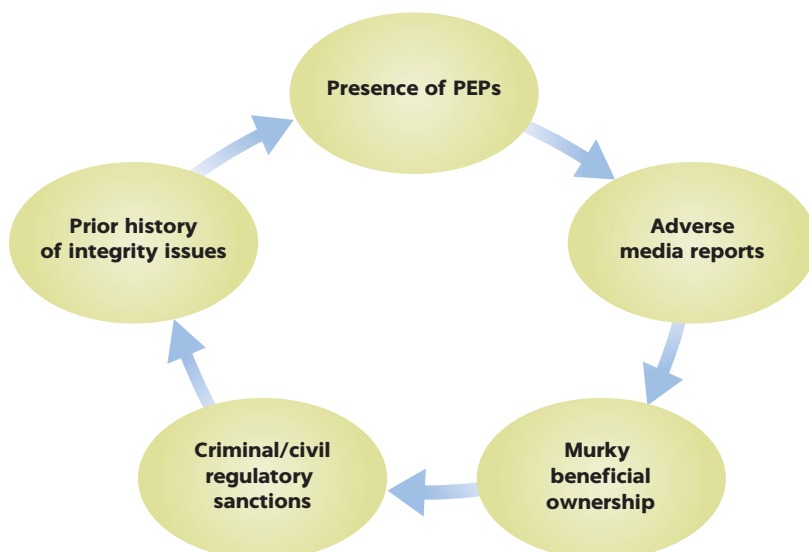 Presence of PEPs
Adverse
media reports
Murky
beneficial
ownership
Criminal/civil
regulatory
sanctions
Prior history
of integrity issues